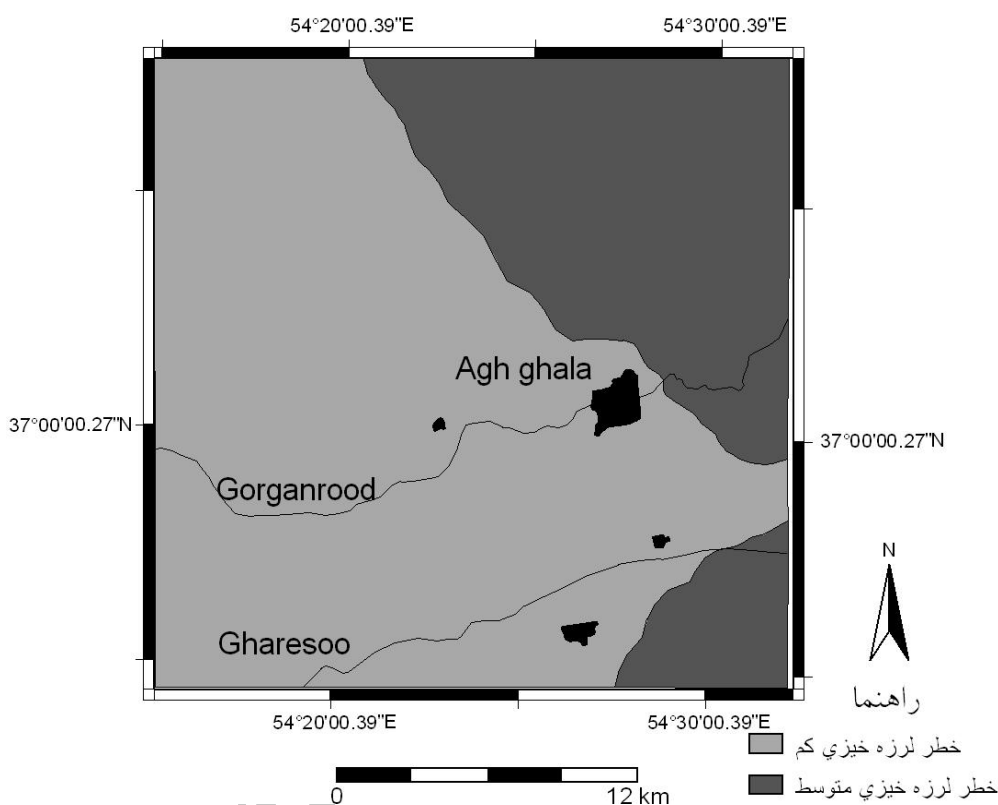 54°20'00.39"E
54°30'00.39"E
Agh ghala
37°00'00.27"N
37°00'00.27"N
Gorganrood
N
Gharesoo
راهنما
54°20'00.39"E
54°30'00.39"E
خطر لرزه خيزي كم
خطر لرزه خيزي متوسط
0
12 km